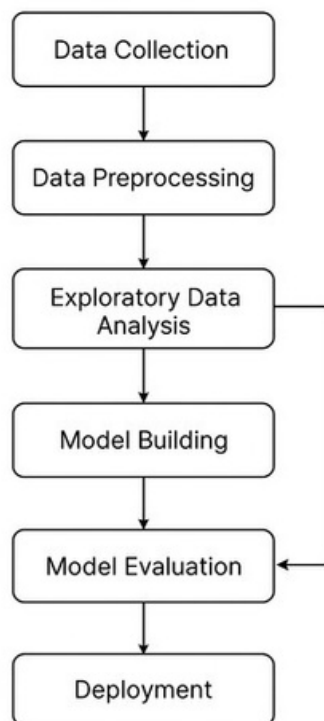 Data Collection
Data Preprocessing
Exploratory Data
Analysis
Model Building
Model Evaluation
Deployment